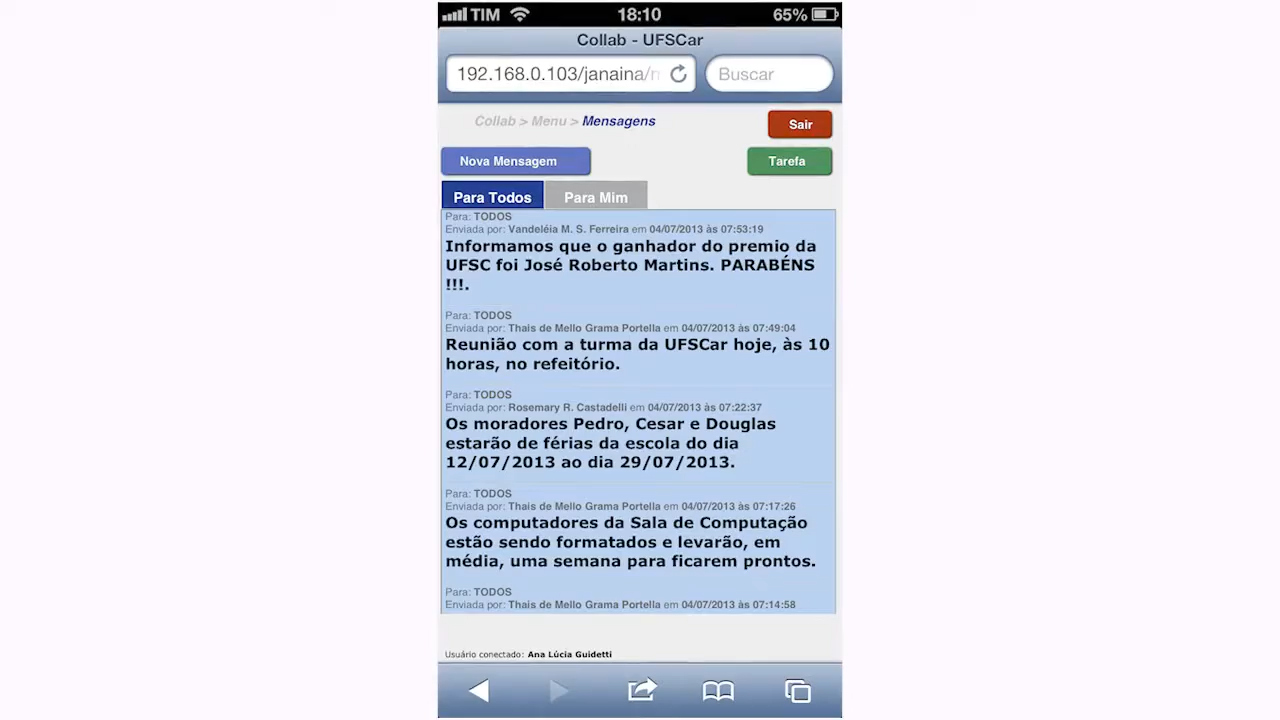 TIM 18:10 65%
Collab - UFSCar
192.168.0.103/janaina/ Buscar
Collab > Menu > Mensagens
Sair
Nova Mensagem Tarefa
Para Todos Para Mim
Para: TODOS
Enviada por: Vandeléia M. S. Ferreira em 04/07/2013 às 07:53:19
Informamos que o ganhador do premio da
UFSC foi José Roberto Martins. PARABÉNS
!!!.
Para: TODOS
Enviada por: Thais de Mello Grama Portella em 04/07/2013 às 07:49:04
Reunião com a turma da UFSCar hoje, às 10
horas, no refeitório.
Para: TODOS
Enviada por: Rosemary R. Castadelli em 04/07/2013 às 07:22:37
Os moradores Pedro, Cesar e Douglas
estarão de férias da escola do dia
12/07/2013 ao dia 29/07/2013.
Para: TODOS
Enviada por: Thais de Mello Grama Portella em 04/07/2013 às 07:17:26
Os computadores da Sala de Computação
estão sendo formatados e levarão, em
média, uma semana para ficarem prontos.
Para: TODOS
Enviada por: Thais de Mello Grama Portella em 04/07/2013 às 07:14:58
Usuário conectado: Ana Lúcia Guidetti